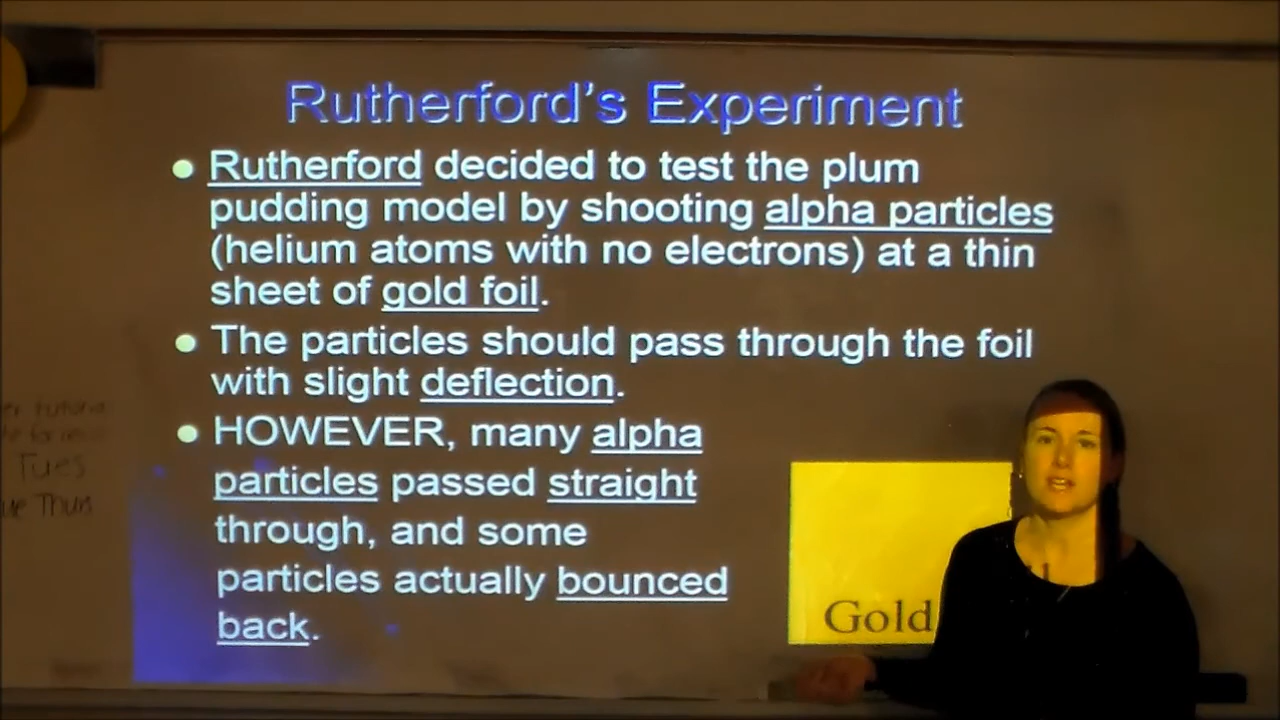 Rutherford's Experiment
Rutherford decided to test the plum
pudding model by shooting alpha particles
(helium atoms with no electrons) at a thin
sheet of gold foil.
The particles should pass through the foil
with slight deflection.
HOWEVER, many alpha
particles passed straight
through, and some
particles actually bounced
back.
Gold
Tues
Thurs